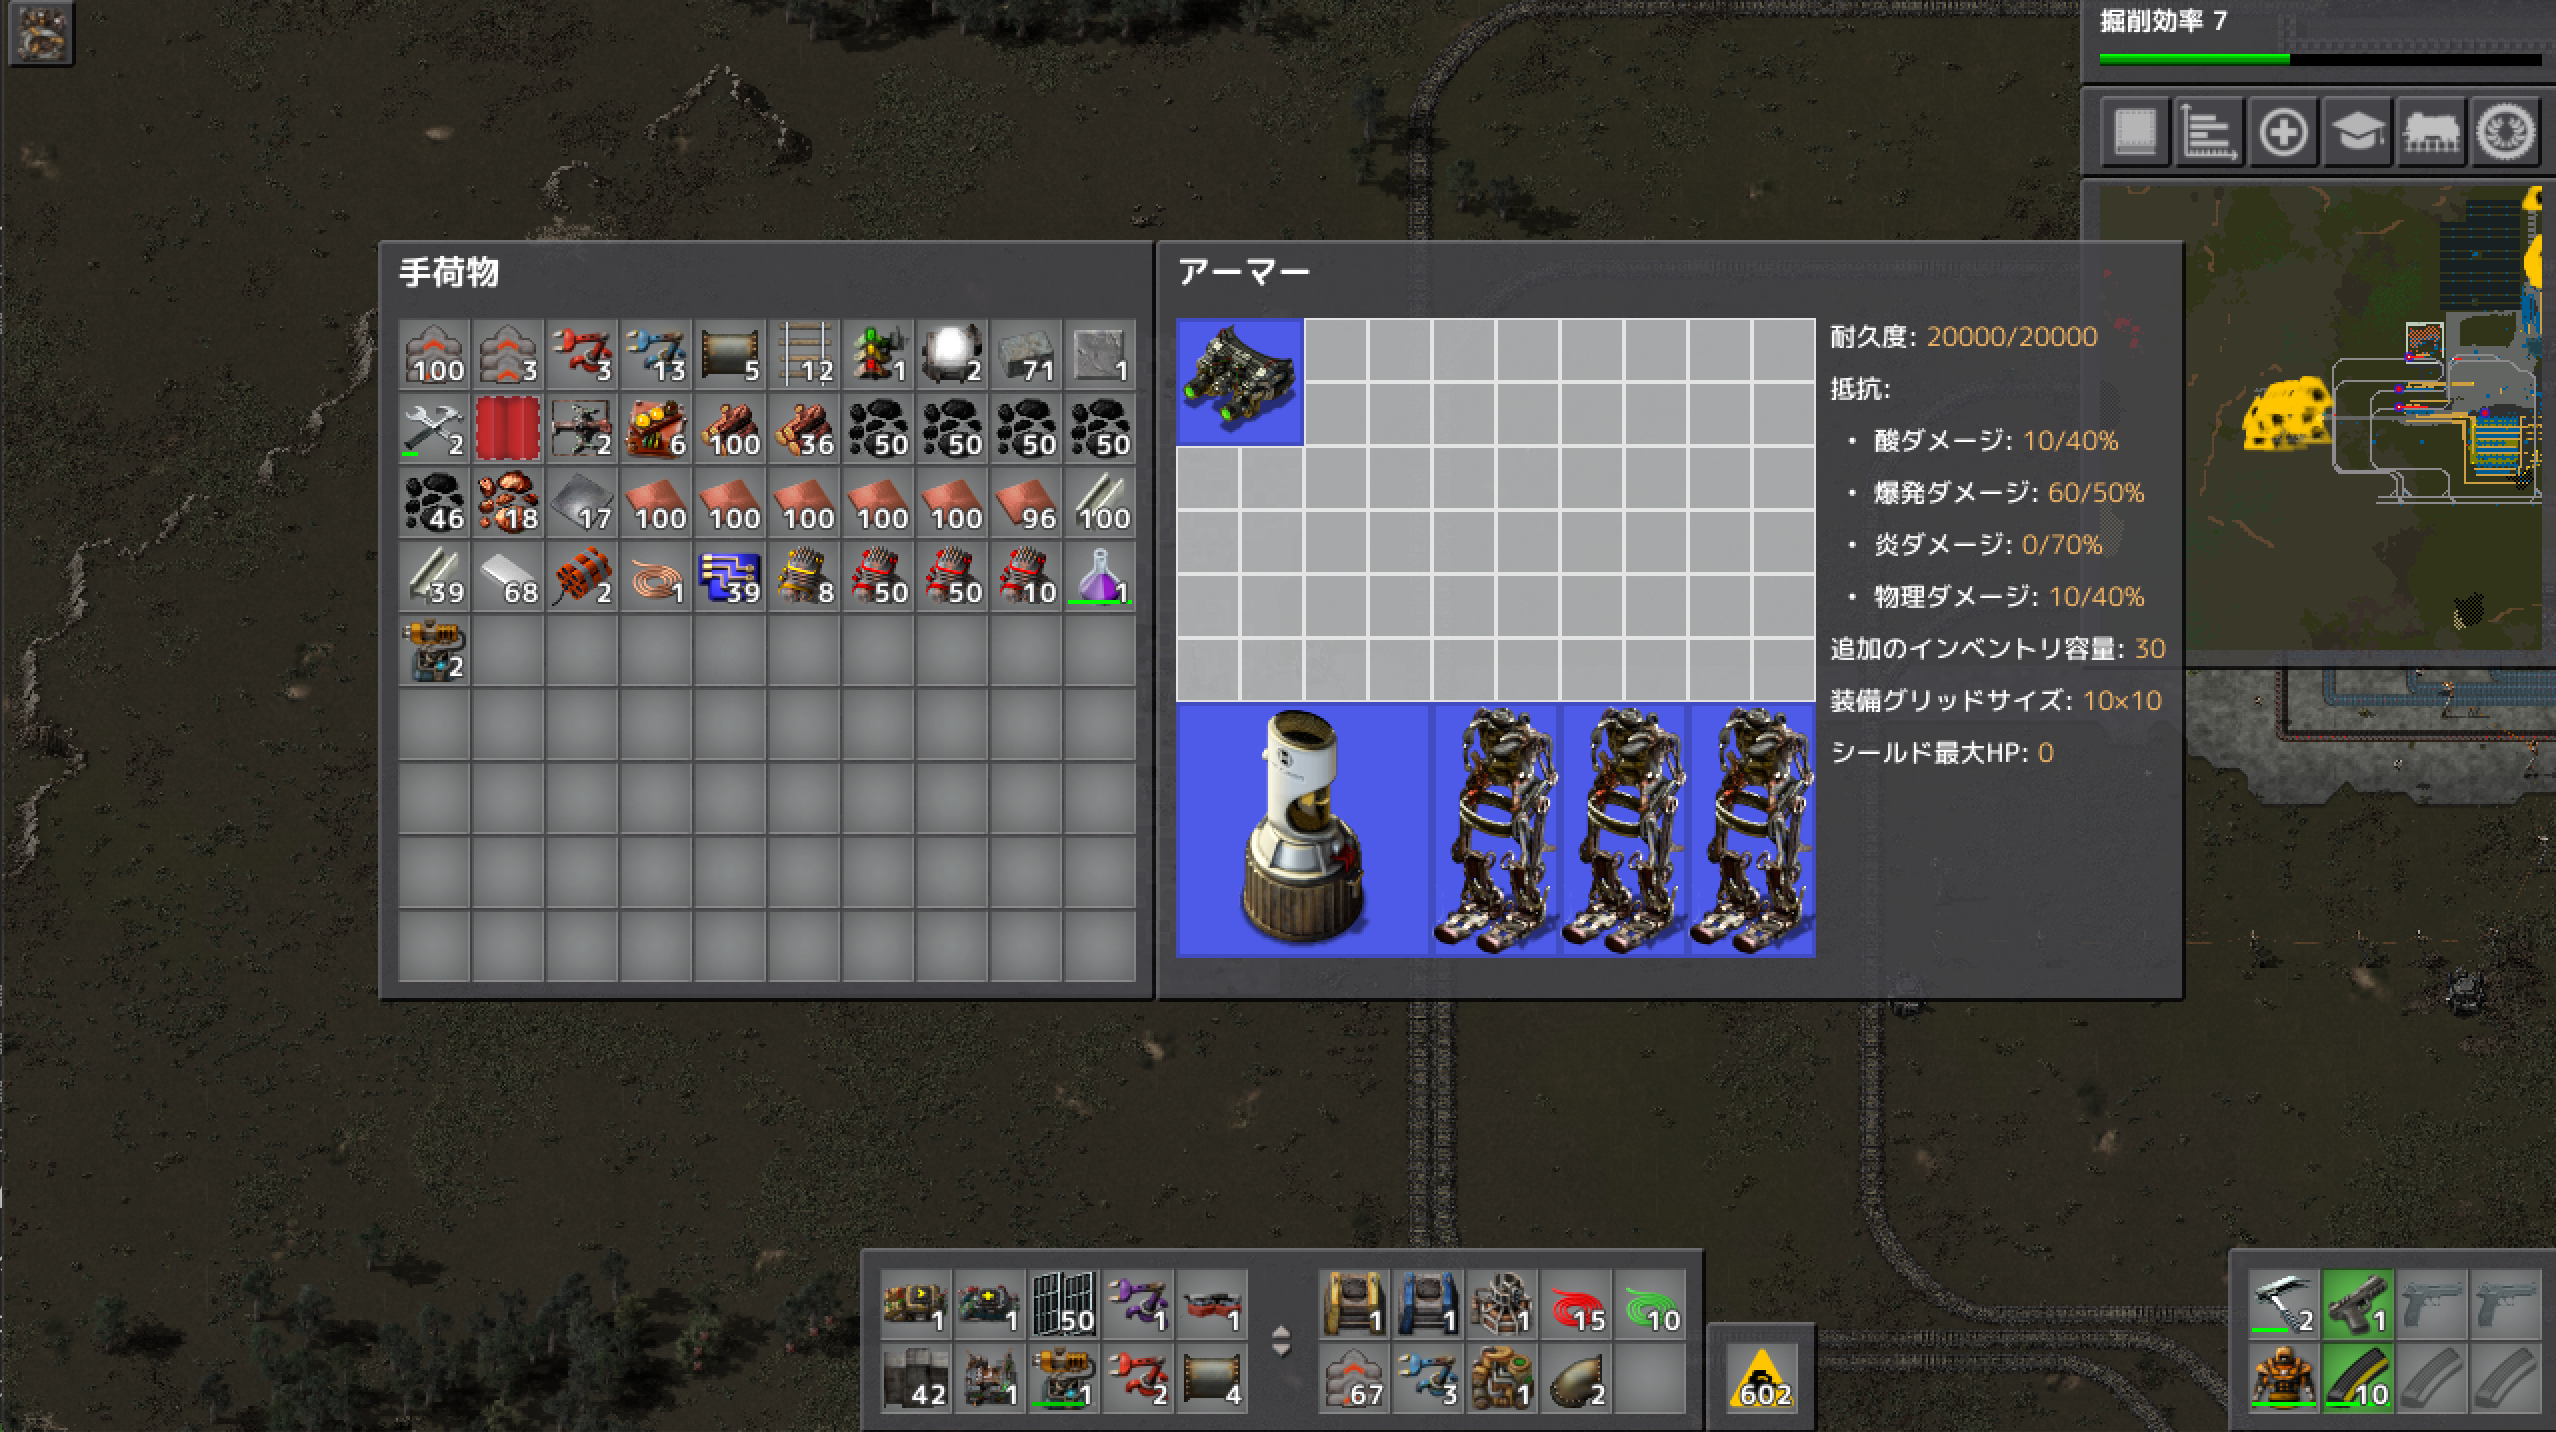 掘削効率 7
手荷物
100 3 3 13 5 12 1 2 71 1
2 2 6 100 36 50 50 50 50
46 18 17 100 100 100 100 100 96 100
39 68 2 1 39 8 50 50 10 1
2
アーマー
耐久度: 20000/20000
抵抗:
・ 酸ダメージ: 10/40%
・ 爆発ダメージ: 60/50%
・ 炎ダメージ: 0/70%
・ 物理ダメージ: 10/40%
追加のインベントリ容量: 30
装備グリッドサイズ: 10×10
シールド最大HP: 0
1 1 50 1 1 1 1 1 15 10
42 1 1 2 4 67 3 1 2
602
2 1
10